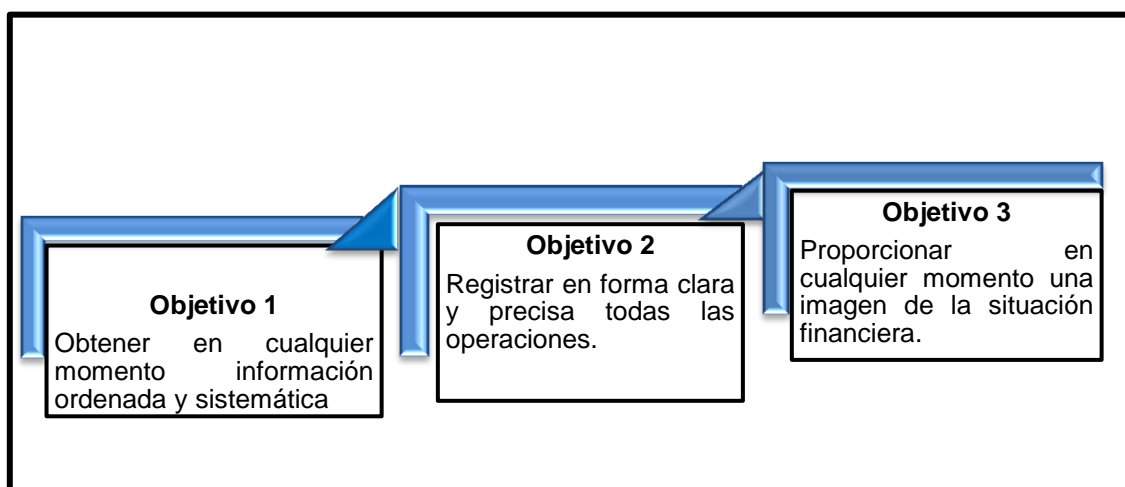 Objetivo 1
Obtener en cualquier
momento información
ordenada y sistemática
Objetivo 2
Registrar en forma clara
y precisa todas las
operaciones.
Objetivo 3
Proporcionar en
cualquier momento una
imagen de la situación
financiera.